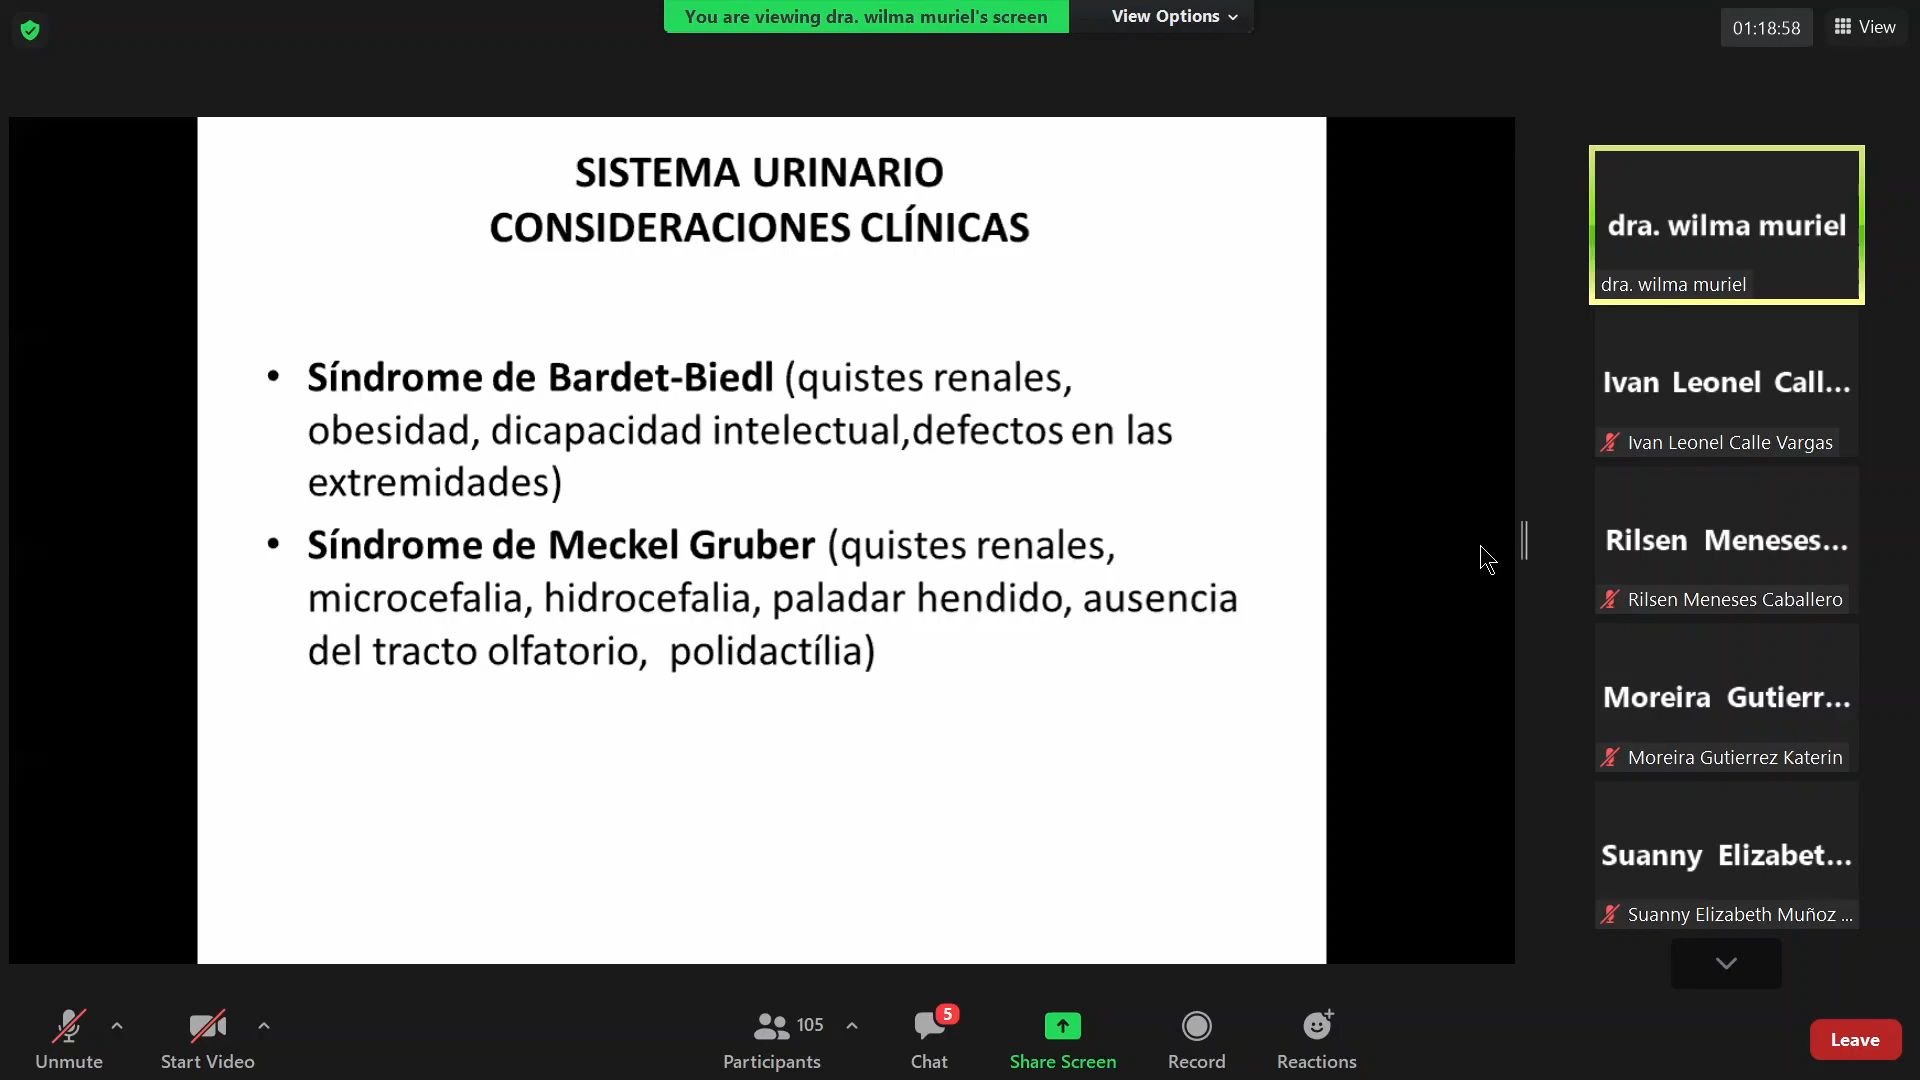 You are viewing dra. wilma muriel's screen
View Options
01:18:58
View
SISTEMA URINARIO
CONSIDERACIONES CLÍNICAS
• Síndrome de Bardet-Biedl (quistes renales,
obesidad, dicapacidad intelectual,defectos en las
extremidades)
• Síndrome de Meckel Gruber (quistes renales,
microcefalia, hidrocefalia, paladar hendido, ausencia
del tracto olfatorio, polidactília)
dra. wilma muriel
dra. wilma muriel
Ivan Leonel Call...
Ivan Leonel Calle Vargas
Rilsen Meneses...
Rilsen Meneses Caballero
Moreira Gutierr...
Moreira Gutierrez Katerin
Suanny Elizabet...
Suanny Elizabeth Muñoz ...
Unmute
Start Video
105
Participants
5
Chat
Share Screen
Record
Reactions
Leave